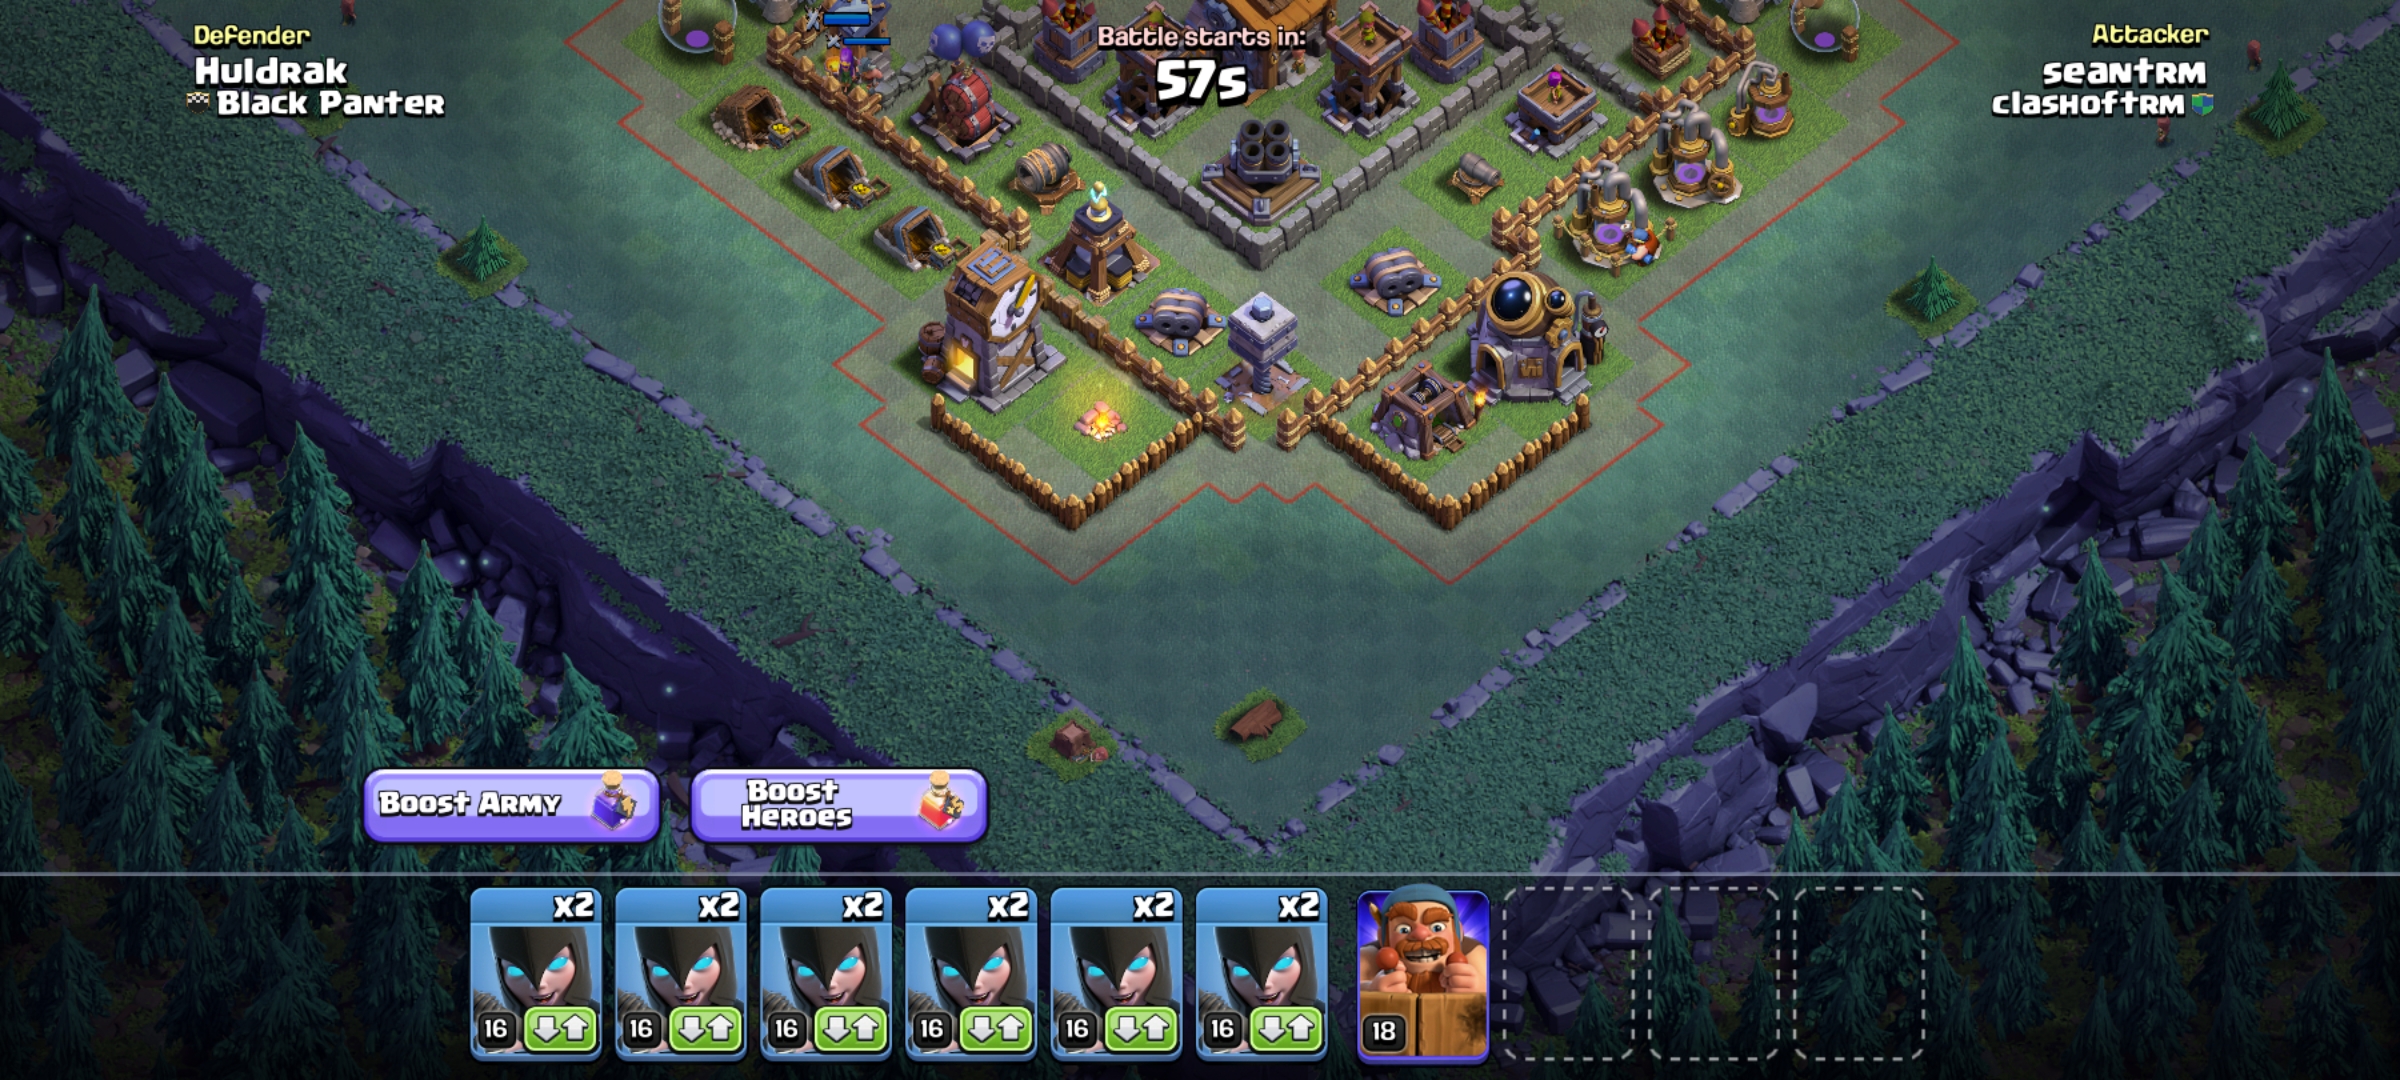 Defender
Huldrak
Black Panter
Battle starts in:
57s
Attacker
seantrm
clashoftrm
Boost Army
Boost
Heroes
x2
x2
x2
x2
x2
x2
16
16
16
16
16
16
18